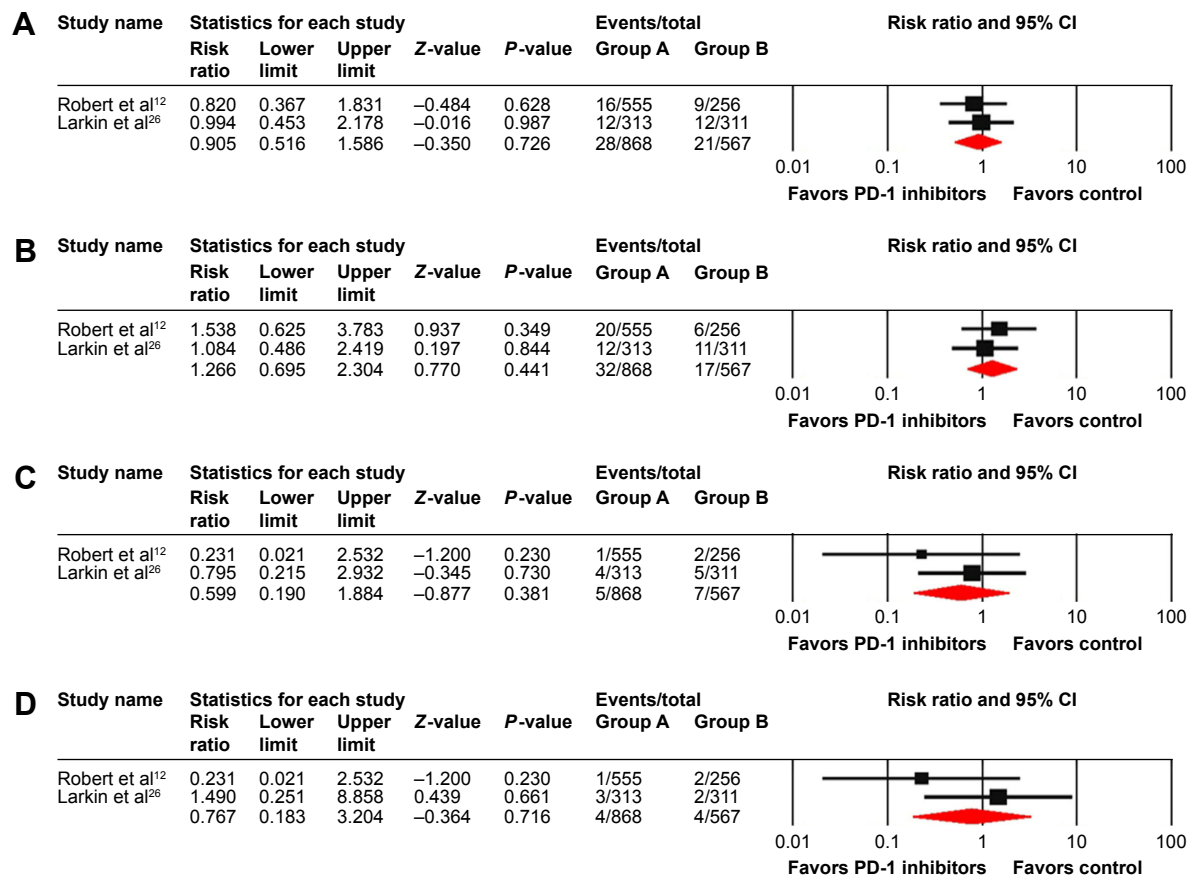 A Study name Statistics for each study Events/total Risk ratio and 95% CI
Risk ratio Lower limit Upper limit Z-value P-value Group A Group B
Robert et al12 0.820 0.367 1.831 –0.484 0.628 16/555 9/256
Larkin et al26 0.994 0.453 2.178 –0.016 0.987 12/313 12/311
0.905 0.516 1.586 –0.350 0.726 28/868 21/567
0.01 0.1 1 10 100
Favors PD-1 inhibitors Favors control
B Study name Statistics for each study Events/total Risk ratio and 95% CI
Risk ratio Lower limit Upper limit Z-value P-value Group A Group B
Robert et al12 1.538 0.625 3.783 0.937 0.349 20/555 6/256
Larkin et al26 1.084 0.486 2.419 0.197 0.844 12/313 11/311
1.266 0.695 2.304 0.770 0.441 32/868 17/567
0.01 0.1 1 10 100
Favors PD-1 inhibitors Favors control
C Study name Statistics for each study Events/total Risk ratio and 95% CI
Risk ratio Lower limit Upper limit Z-value P-value Group A Group B
Robert et al12 0.231 0.021 2.532 –1.200 0.230 1/555 2/256
Larkin et al26 0.795 0.215 2.932 –0.345 0.730 4/313 5/311
0.599 0.190 1.884 –0.877 0.381 5/868 7/567
0.01 0.1 1 10 100
Favors PD-1 inhibitors Favors control
D Study name Statistics for each study Events/total Risk ratio and 95% CI
Risk ratio Lower limit Upper limit Z-value P-value Group A Group B
Robert et al12 0.231 0.021 2.532 –1.200 0.230 1/555 2/256
Larkin et al26 1.490 0.251 8.858 0.439 0.661 3/313 2/311
0.767 0.183 3.204 –0.364 0.716 4/868 4/567
0.01 0.1 1 10 100
Favors PD-1 inhibitors Favors control